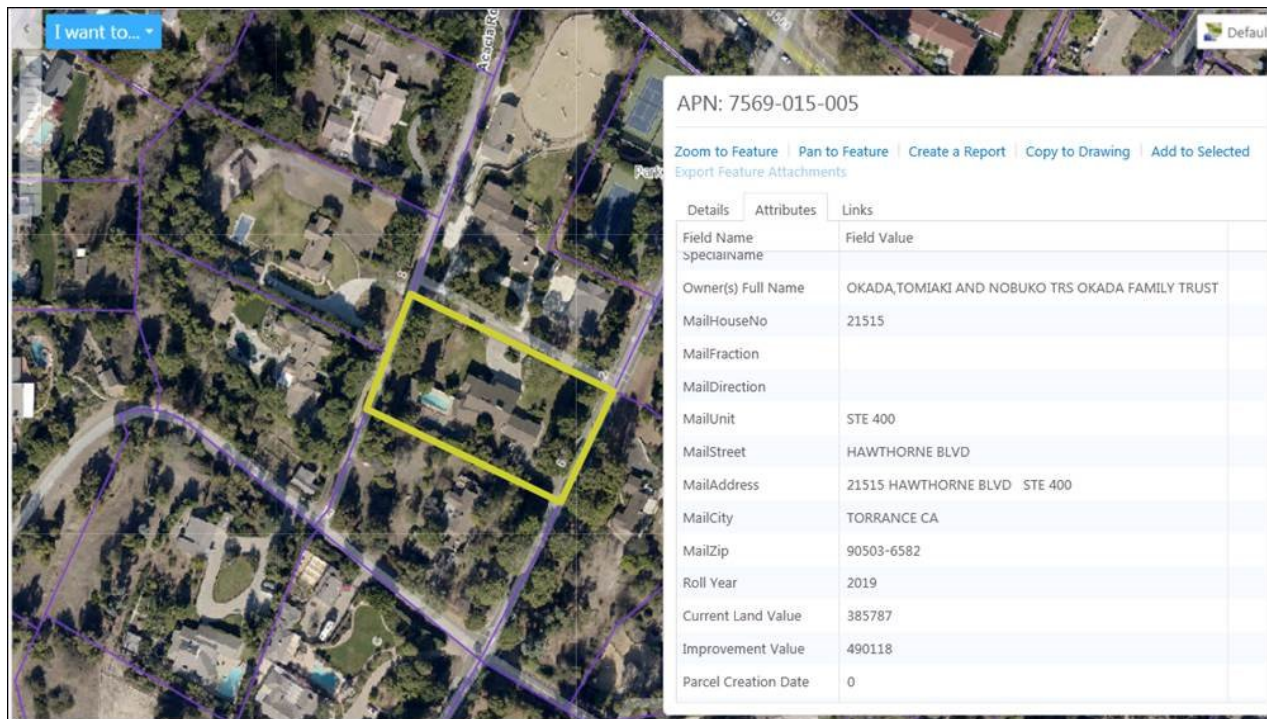 I want to...
Acacia Ro
3500
Defaul
APN: 7569-015-005
Zoom to Feature Pan to Feature Create a Report Copy to Drawing Add to Selected
Park
Export Feature Attachments
Details Attributes Links
Field Name Field Value
SpecialName
Owner(s) Full Name OKADA,TOMIAKI AND NOBUKO TRS OKADA FAMILY TRUST
MailHouseNo 21515
MailFraction
MailDirection
MailUnit STE 400
MailStreet HAWTHORNE BLVD
MailAddress 21515 HAWTHORNE BLVD STE 400
MailCity TORRANCE CA
MailZip 90503-6582
Roll Year 2019
Current Land Value 385787
Improvement Value 490118
Parcel Creation Date 0